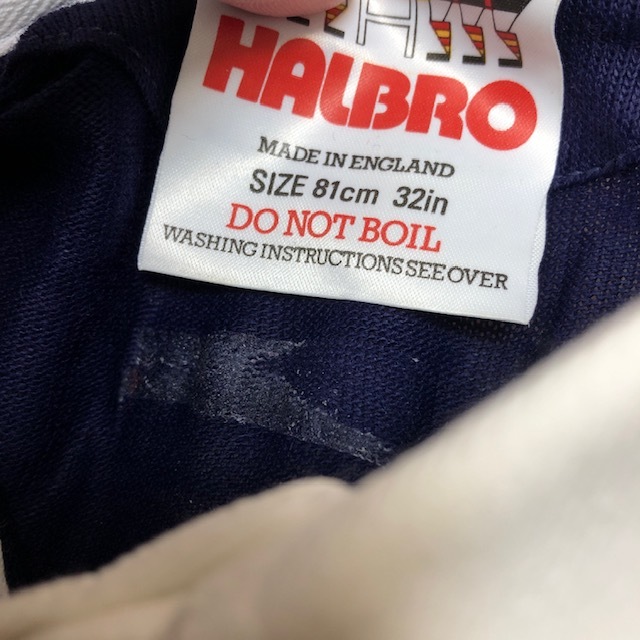 HALBRO
MADE IN ENGLAND
SIZE 81cm 32in
DO NOT BOIL
WASHING INSTRUCTIONS SEE OVER